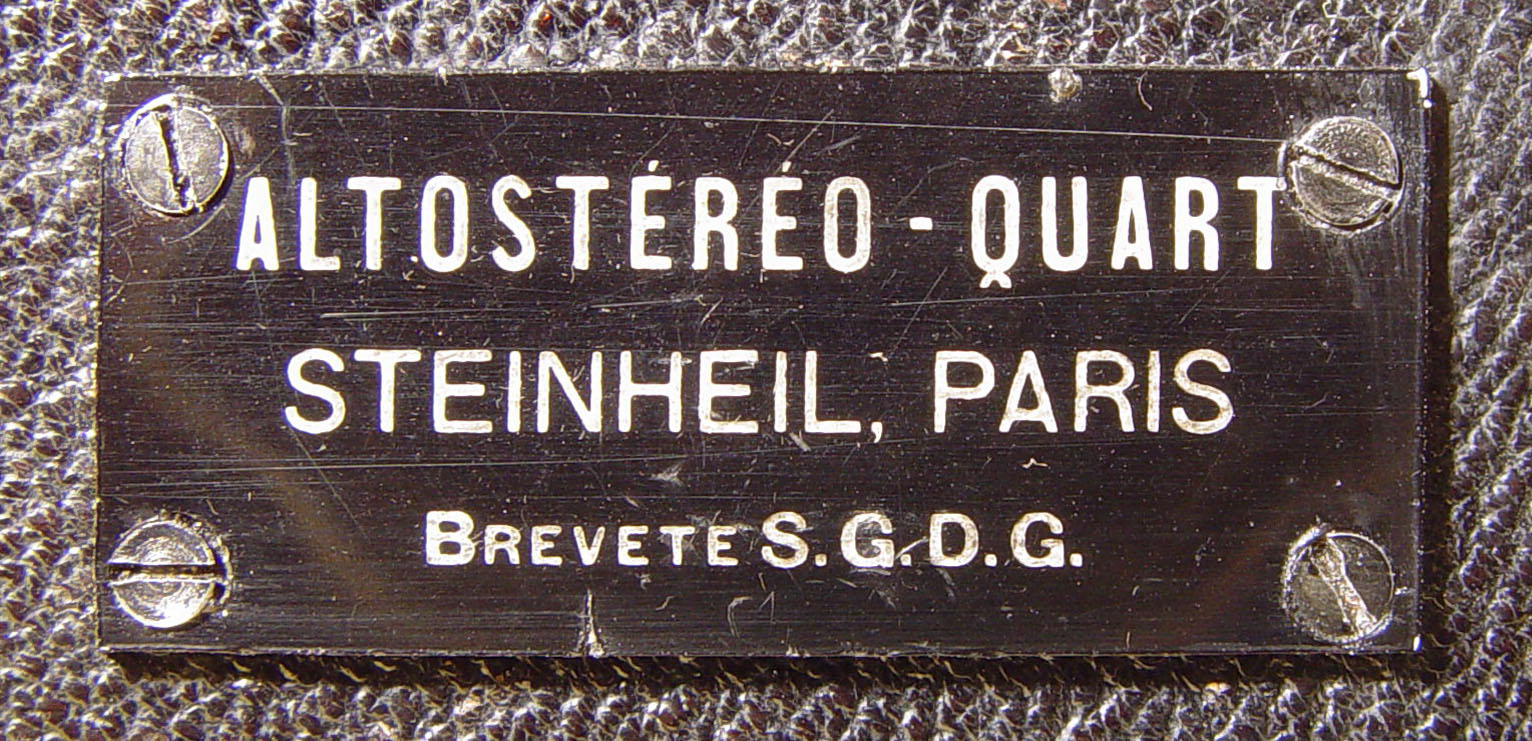 ALTOSTÉRÉO - QUART
STEINHEIL, PARIS
BREVETE S.G.D.G.